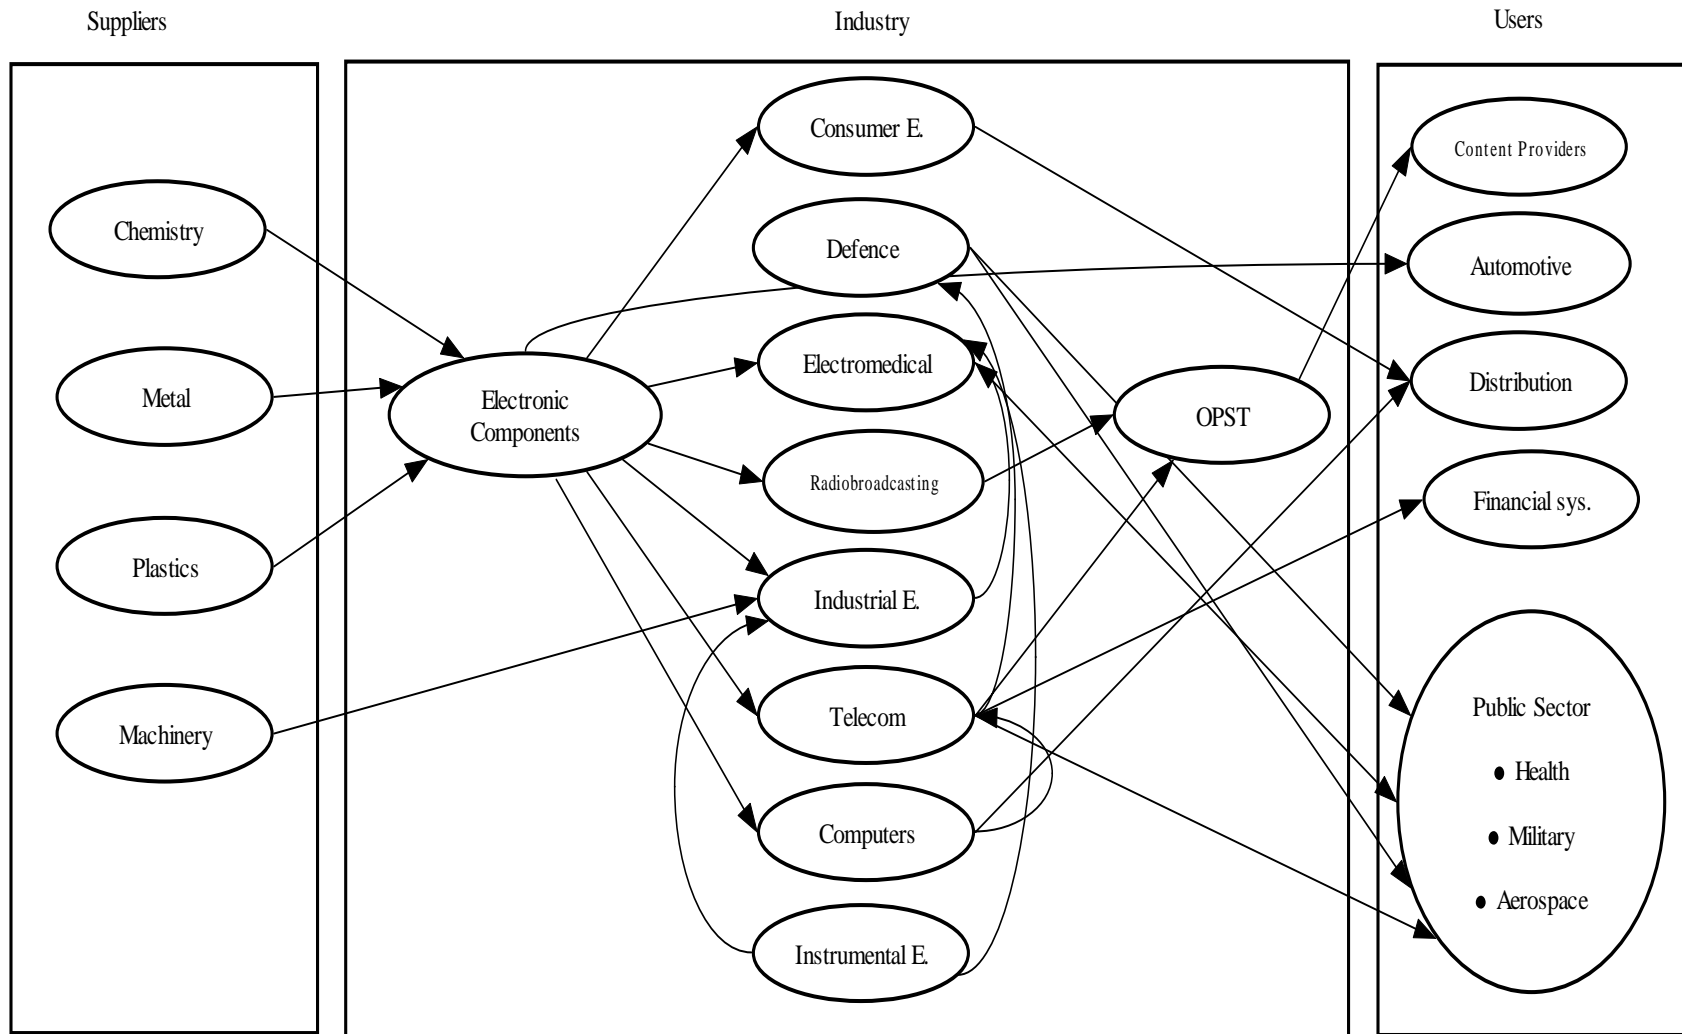 Suppliers
Industry
Users
Chemistry
Metal
Plastics
Machinery
Electronic
Components
Consumer E.
Defence
Electromedical
Radiobroadcasting
Industrial E.
Telecom
Computers
Instrumental E.
OPST
Content Providers
Automotive
Distribution
Financial sys.
Public Sector
• Health
• Military
• Aerospace